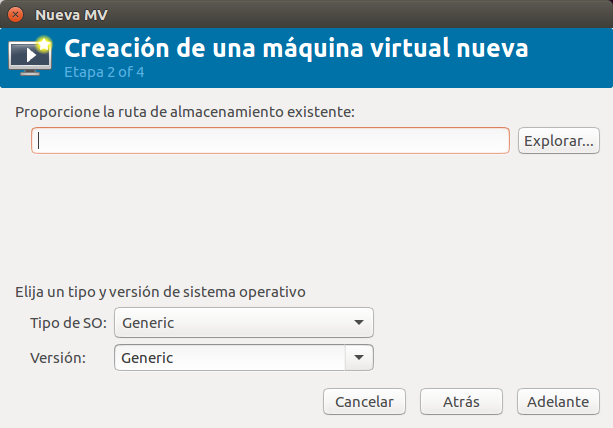 Nueva MV
Creación de una máquina virtual nueva
Etapa 2 of 4
Proporcione la ruta de almacenamiento existente:
Explorar...
Elija un tipo y versión de sistema operativo
Tipo de SO: Generic
Versión: Generic
Cancelar Atrás Adelante